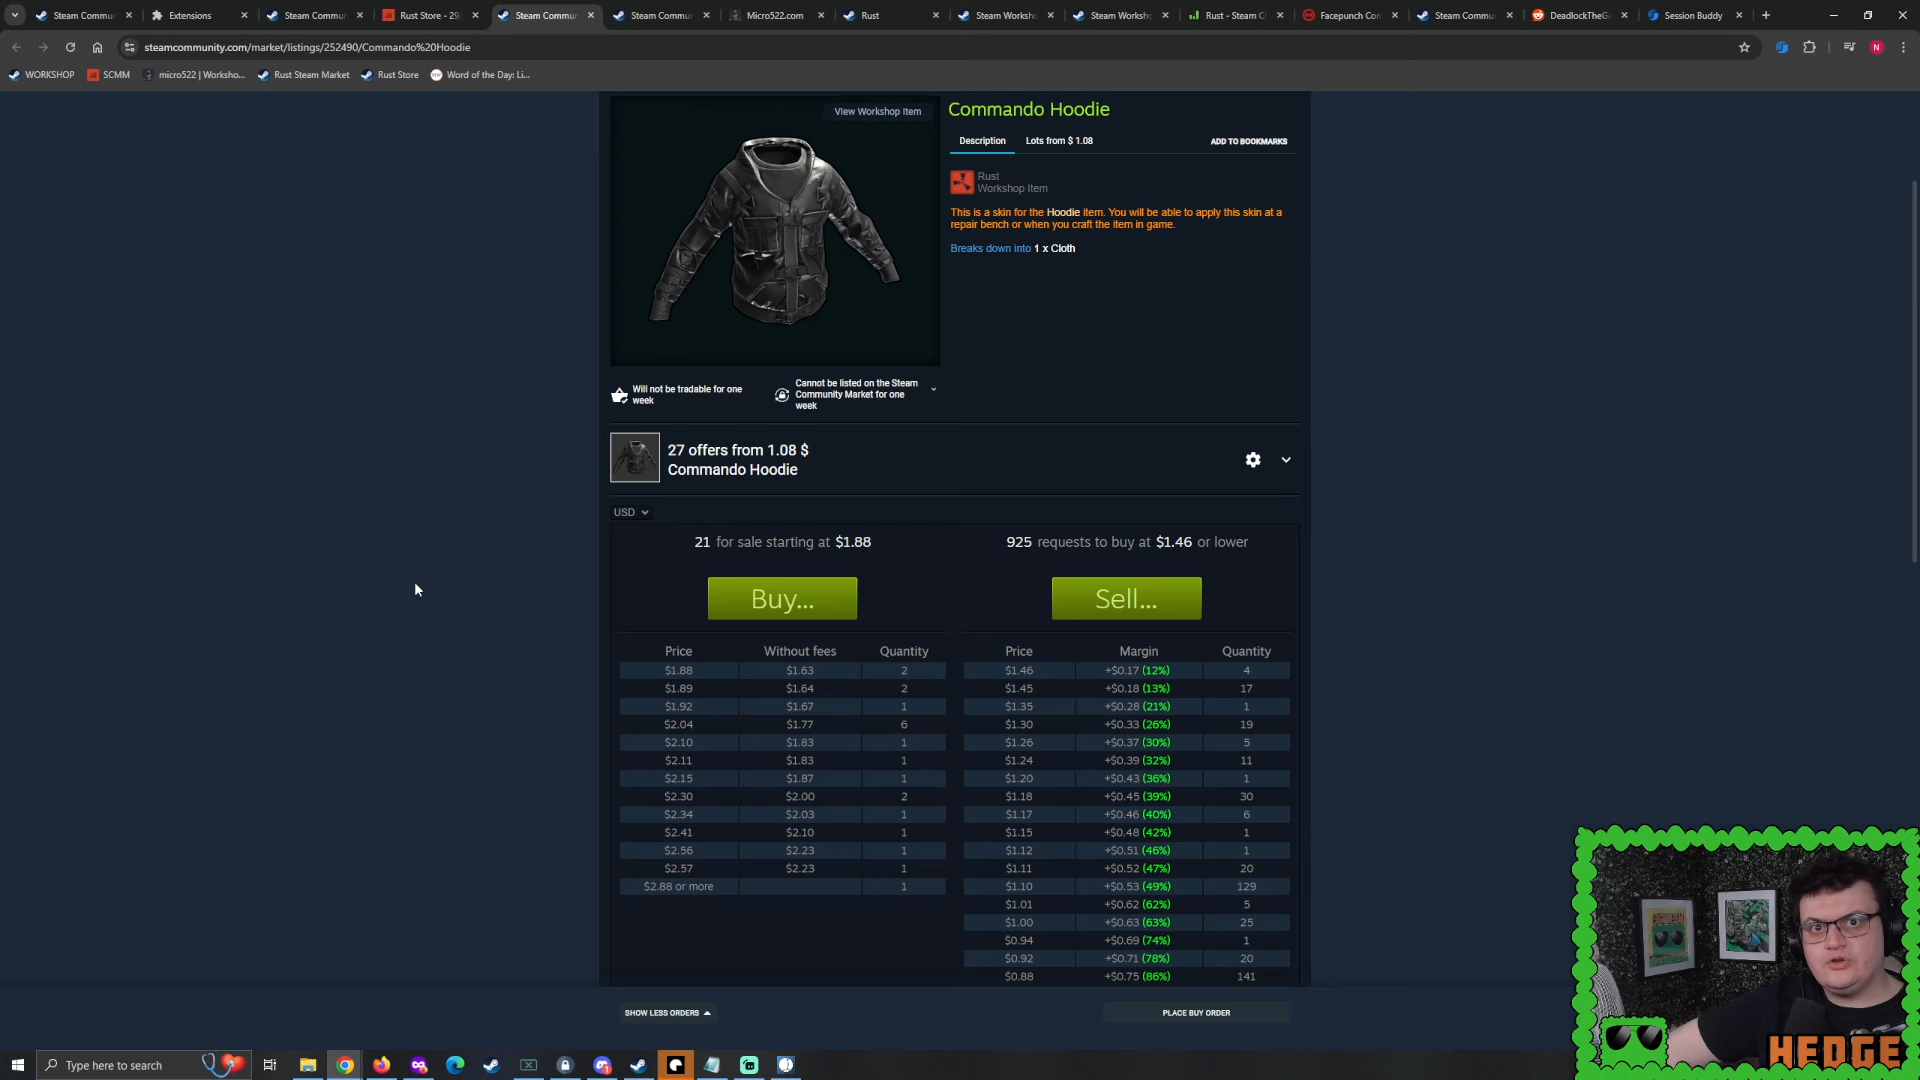 Steam Commu
Extensions
Steam Commun
Rust Store - 29/
Steam Commu
Steam Commu
Micro522.com
Rust
Steam Worksho
Steam Worksho
Rust - Steam C
Facepunch Com
Steam Commu
DeadlockTheGa
Session Buddy
steamcommunity.com/market/listings/252490/Commando%20Hoodie
N
WORKSHOP
SCMM
micro522 | Worksho...
Rust Steam Market
Rust Store
Word of the Day: Li...
View Workshop Item
Commando Hoodie
Description
Lots from $ 1.08
ADD TO BOOKMARKS
Rust
Workshop Item
This is a skin for the Hoodie item. You will be able to apply this skin at a
repair bench or when you craft the item in game.
Breaks down into 1 x Cloth
Will not be tradable for one
week
Cannot be listed on the Steam
Community Market for one
week
27 offers from 1.08 $
Commando Hoodie
USD
21 for sale starting at $1.88
925 requests to buy at $1.46 or lower
Buy...
Sell...
Price Without fees Quantity
$1.88 $1.63 2
$1.89 $1.64 2
$1.92 $1.67 1
$2.04 $1.77 6
$2.10 $1.83 1
$2.11 $1.83 1
$2.15 $1.87 1
$2.30 $2.00 2
$2.34 $2.03 1
$2.41 $2.10 1
$2.56 $2.23 1
$2.57 $2.23 1
$2.88 or more 1
Price Margin Quantity
$1.46 +$0.17 (12%) 4
$1.45 +$0.18 (13%) 17
$1.35 +$0.28 (21%) 1
$1.30 +$0.33 (26%) 19
$1.26 +$0.37 (30%) 5
$1.24 +$0.39 (32%) 11
$1.20 +$0.43 (36%) 1
$1.18 +$0.45 (39%) 30
$1.17 +$0.46 (40%) 6
$1.15 +$0.48 (42%) 1
$1.12 +$0.51 (46%) 1
$1.11 +$0.52 (47%) 20
$1.10 +$0.53 (49%) 129
$1.01 +$0.62 (62%) 5
$1.00 +$0.63 (63%) 25
$0.94 +$0.69 (74%) 1
$0.92 +$0.71 (78%) 20
$0.88 +$0.75 (86%) 141
SHOW LESS ORDERS
PLACE BUY ORDER
HEDGE
Type here to search